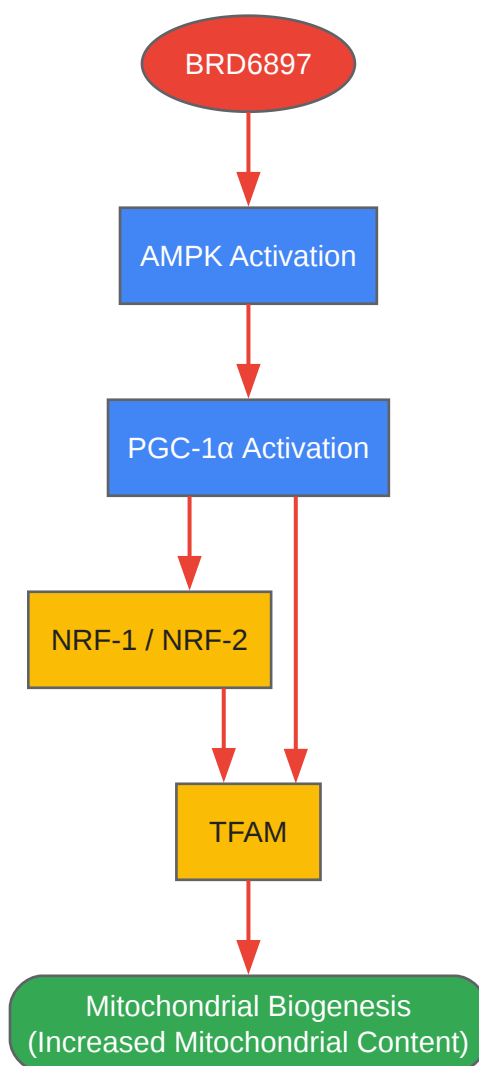 BRD6897
AMPK Activation
PGC-1α Activation
NRF-1 / NRF-2
TFAM
Mitochondrial Biogenesis
(Increased Mitochondrial Content)